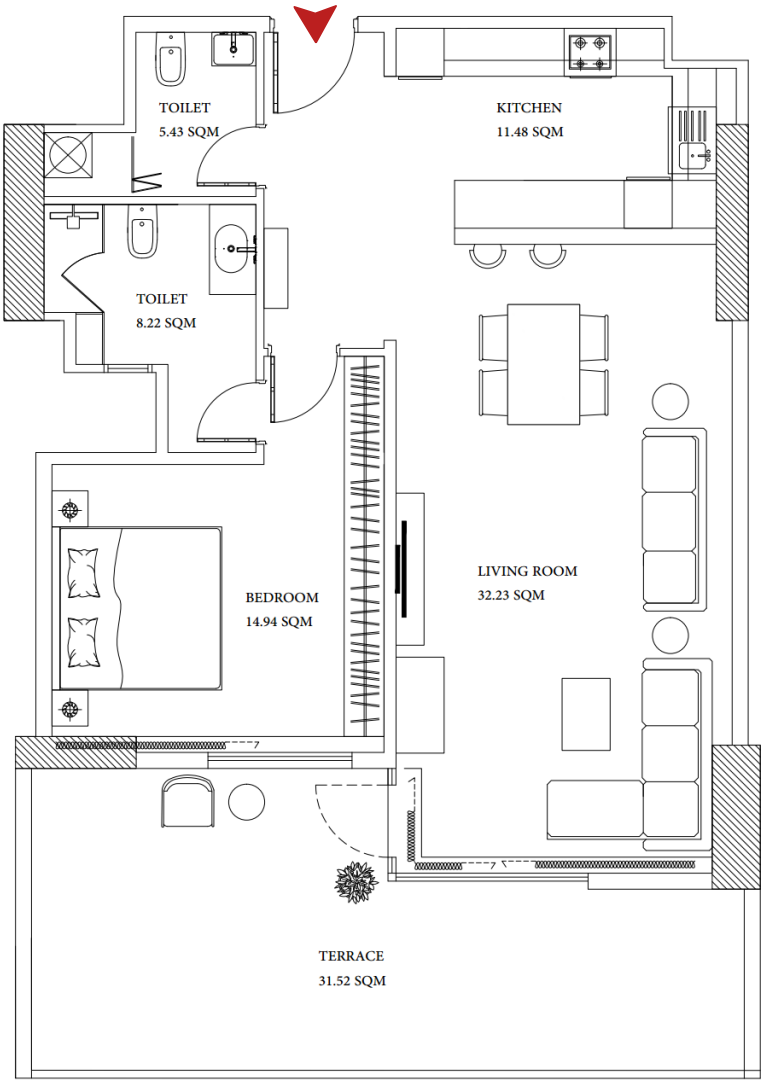 TOILET
5.43 SQM
KITCHEN
11.48 SQM
TOILET
8.22 SQM
LIVING ROOM
32.23 SQM
BEDROOM
14.94 SQM
TERRACE
31.52 SQM